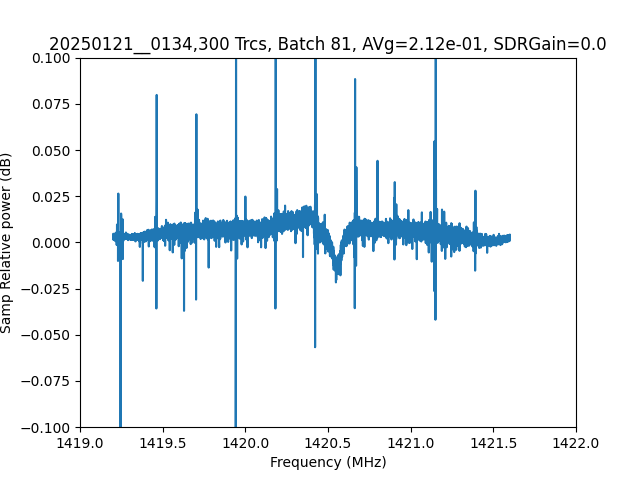 20250121__0134,300 Trcs, Batch 81, AVg=2.12e-01, SDRGain=0.0
0.100
0.075
0.050
0.025
0.000
−0.025
−0.050
−0.075
−0.100
Samp Relative power (dB)
1419.0 1419.5 1420.0 1420.5 1421.0 1421.5 1422.0
Frequency (MHz)